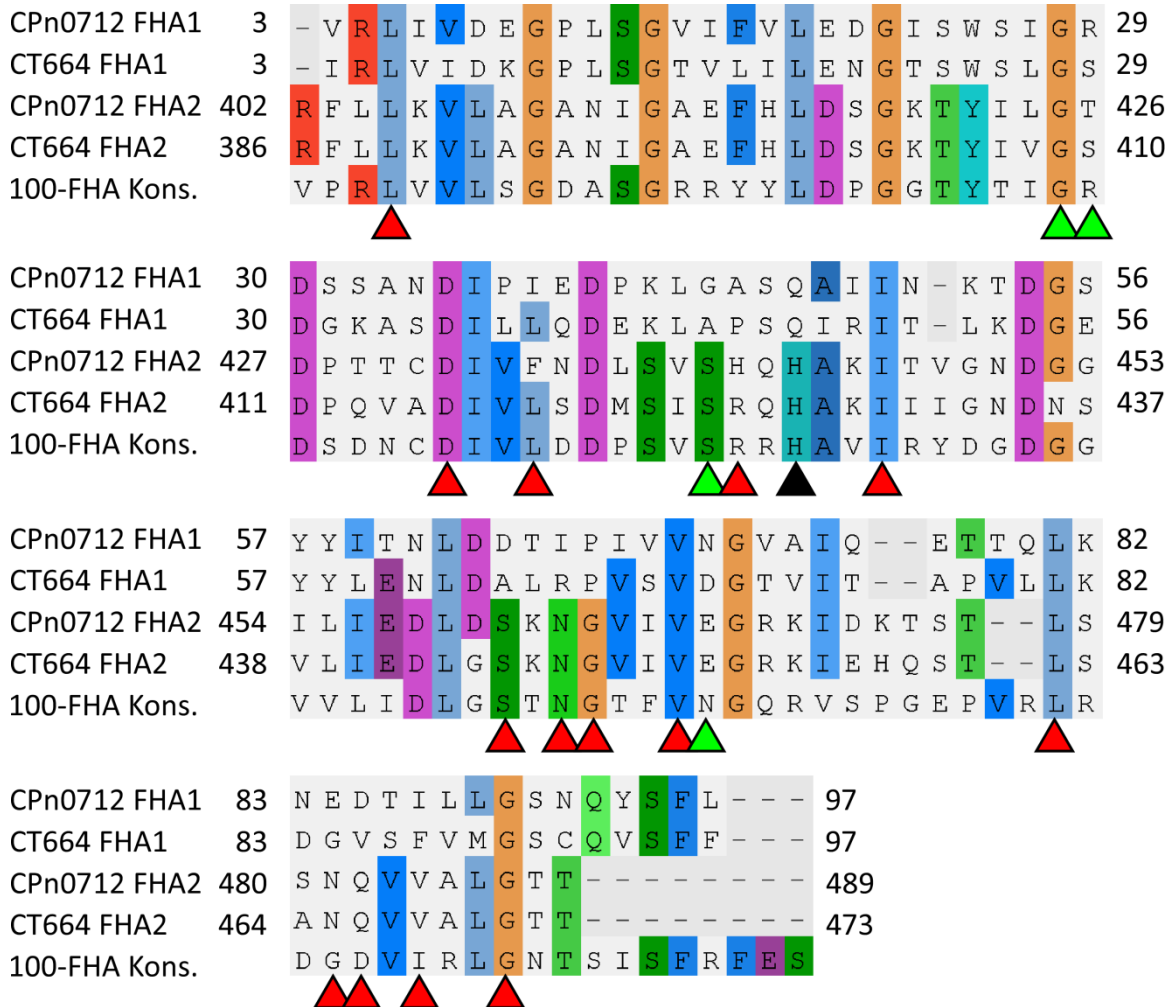 CPn0712 FHA1 3 - V R L I V D E G P L S G V I F V L E D G I S W S I G R 29
CT664 FHA1 3 - I R L V I D K G P L S G T V L I L E N G T S W S L G S 29
CPn0712 FHA2 402 R F L L K V L A G A N I G A E F H L D S G K T Y I L G T 426
CT664 FHA2 386 R F L L K V L A G A N I G A E F H L D S G K T Y I V G S 410
100-FHA Kons. V P R L V V L S G D A S G R R Y Y L D P G G T Y T I G R
CPn0712 FHA1 30 D S S A N D I P I E D P K L G A S Q A I I N - K T D G S 56
CT664 FHA1 30 D G K A S D I L L Q D E K L A P S Q I R I T - L K D G E 56
CPn0712 FHA2 427 D P T T C D I V F N D L S V S H Q H A K I T V G N D G G 453
CT664 FHA2 411 D P Q V A D I V L S D M S I S R Q H A K I I I G N D N S 437
100-FHA Kons. D S D N C D I V L D D P S V S R R H A V I R Y D G D G G
CPn0712 FHA1 57 Y Y I T N L D D T I P I V V N G V A I Q - - E T T Q L K 82
CT664 FHA1 57 Y Y L E N L D A L R P V S V D G T V I T - - A P V L L K 82
CPn0712 FHA2 454 I L I E D L D S K N G V I V E G R K I D K T S T - - L S 479
CT664 FHA2 438 V L I E D L G S K N G V I V E G R K I E H Q S T - - L S 463
100-FHA Kons. V V L I D L G S T N G T F V N G Q R V S P G E P V R L R
CPn0712 FHA1 83 N E D T I L L G S N Q Y S F L - - - 97
CT664 FHA1 83 D G V S F V M G S C Q V S F F - - - 97
CPn0712 FHA2 480 S N Q V V A L G T T - - - - - - - - 489
CT664 FHA2 464 A N Q V V A L G T T - - - - - - - - 473
100-FHA Kons. D G D V I R L G N T S I S F R F E S